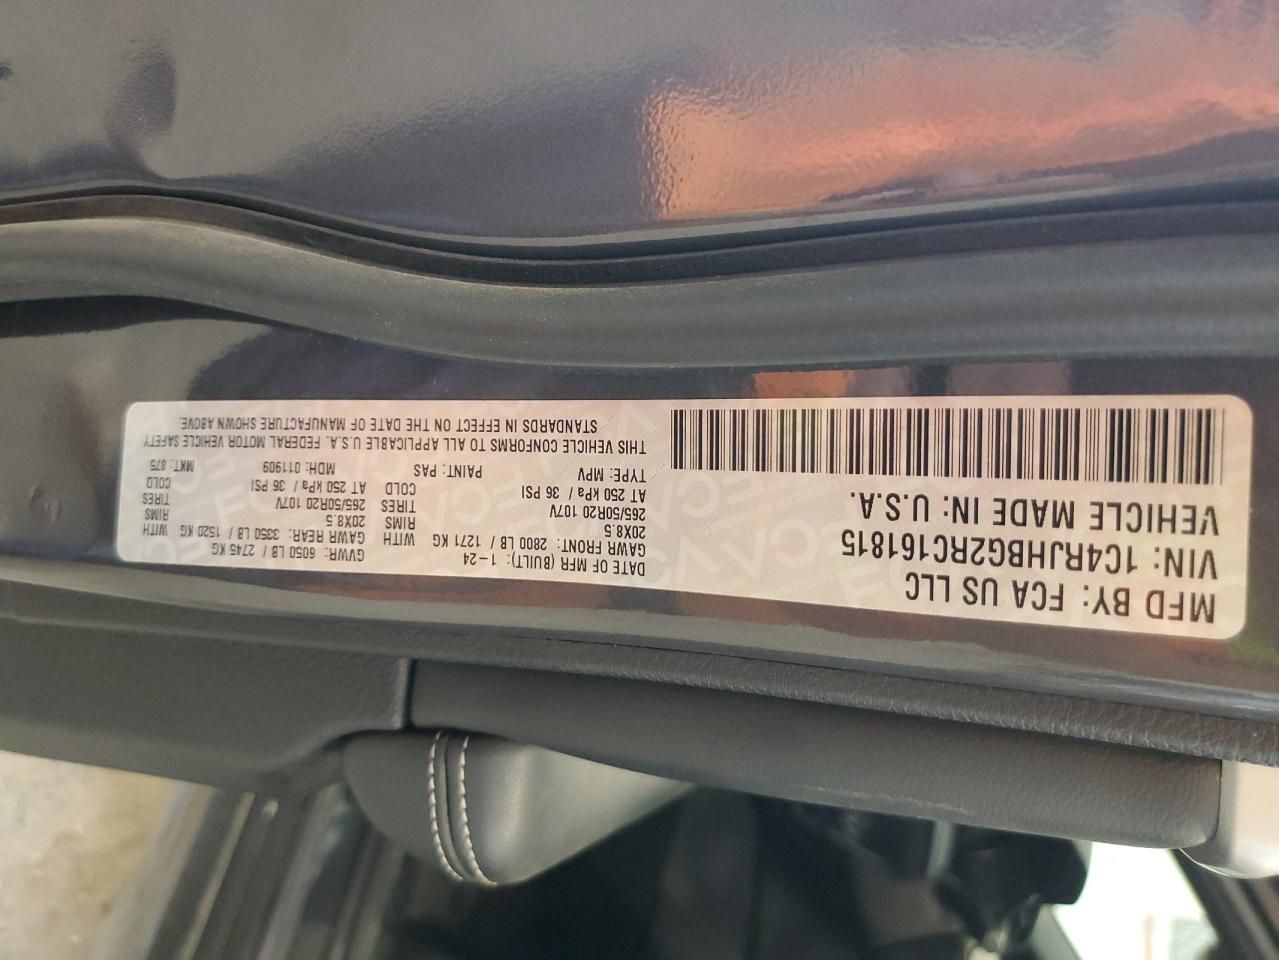 MFD BY: FCA US LLC
VIN: 1C4RJHBG2RC161815
VEHICLE MADE IN: U.S.A.
DATE OF MFR (BUILT): 1-24 GVWR: 6050 LB / 2745 KG
GAWR FRONT: 2800 LB / 1271 KG WITH GAWR REAR: 3350 LB / 1520 KG WITH
20X8.5 RIMS 20X8.5 RIMS
265/50R20 107V TIRES 265/50R20 107V TIRES
AT 250 kPa / 36 PSI COLD AT 250 kPa / 36 PSI COLD
TYPE: MPV PAINT: PAS MDH: 011909 MKT: 375
THIS VEHICLE CONFORMS TO ALL APPLICABLE U.S.A. FEDERAL MOTOR VEHICLE SAFETY
STANDARDS IN EFFECT ON THE DATE OF MANUFACTURE SHOWN ABOVE.